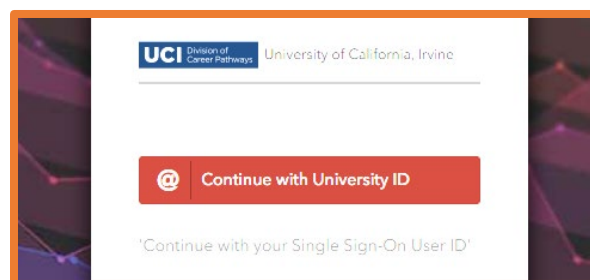 UCI Division of Career Pathways University of California, Irvine
@ Continue with University ID
'Continue with your Single Sign-On User ID'